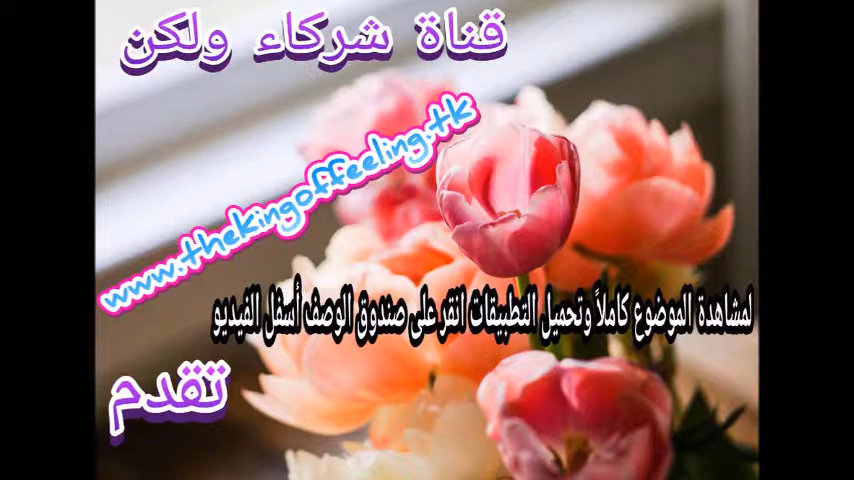 قناة شركاء ولكن
www.thekingoffeeling.tk
لمشاهدة الموضوع كاملاً وتحميل التطبيقات انقر على صندوق الوصف أسفل الفيديو
تقدم